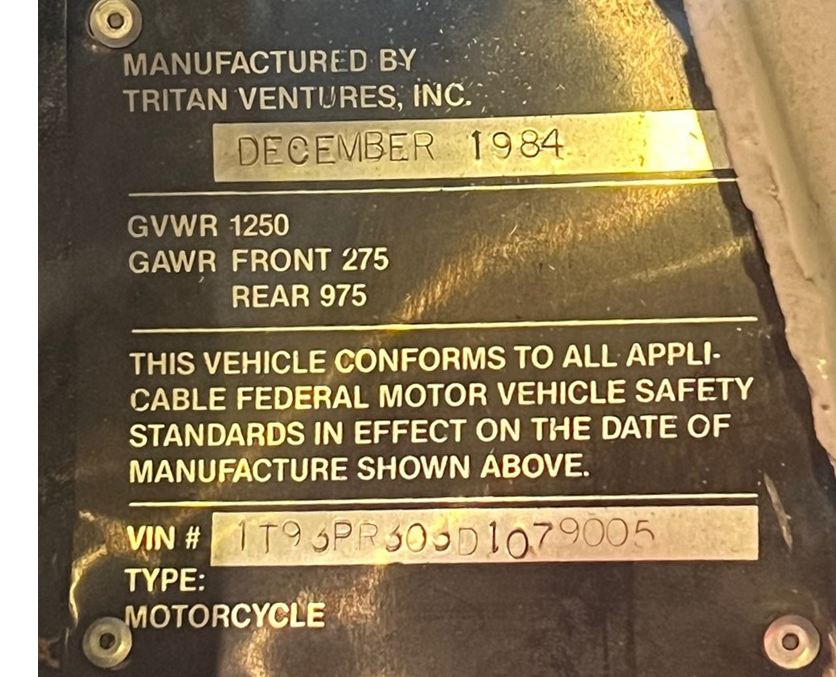 MANUFACTURED BY
TRITAN VENTURES, INC.
DECEMBER 1984
GVWR 1250
GAWR FRONT 275
REAR 975
THIS VEHICLE CONFORMS TO ALL APPLI-
CABLE FEDERAL MOTOR VEHICLE SAFETY
STANDARDS IN EFFECT ON THE DATE OF
MANUFACTURE SHOWN ABOVE.
VIN # 1T93PR303D1079005
TYPE:
MOTORCYCLE